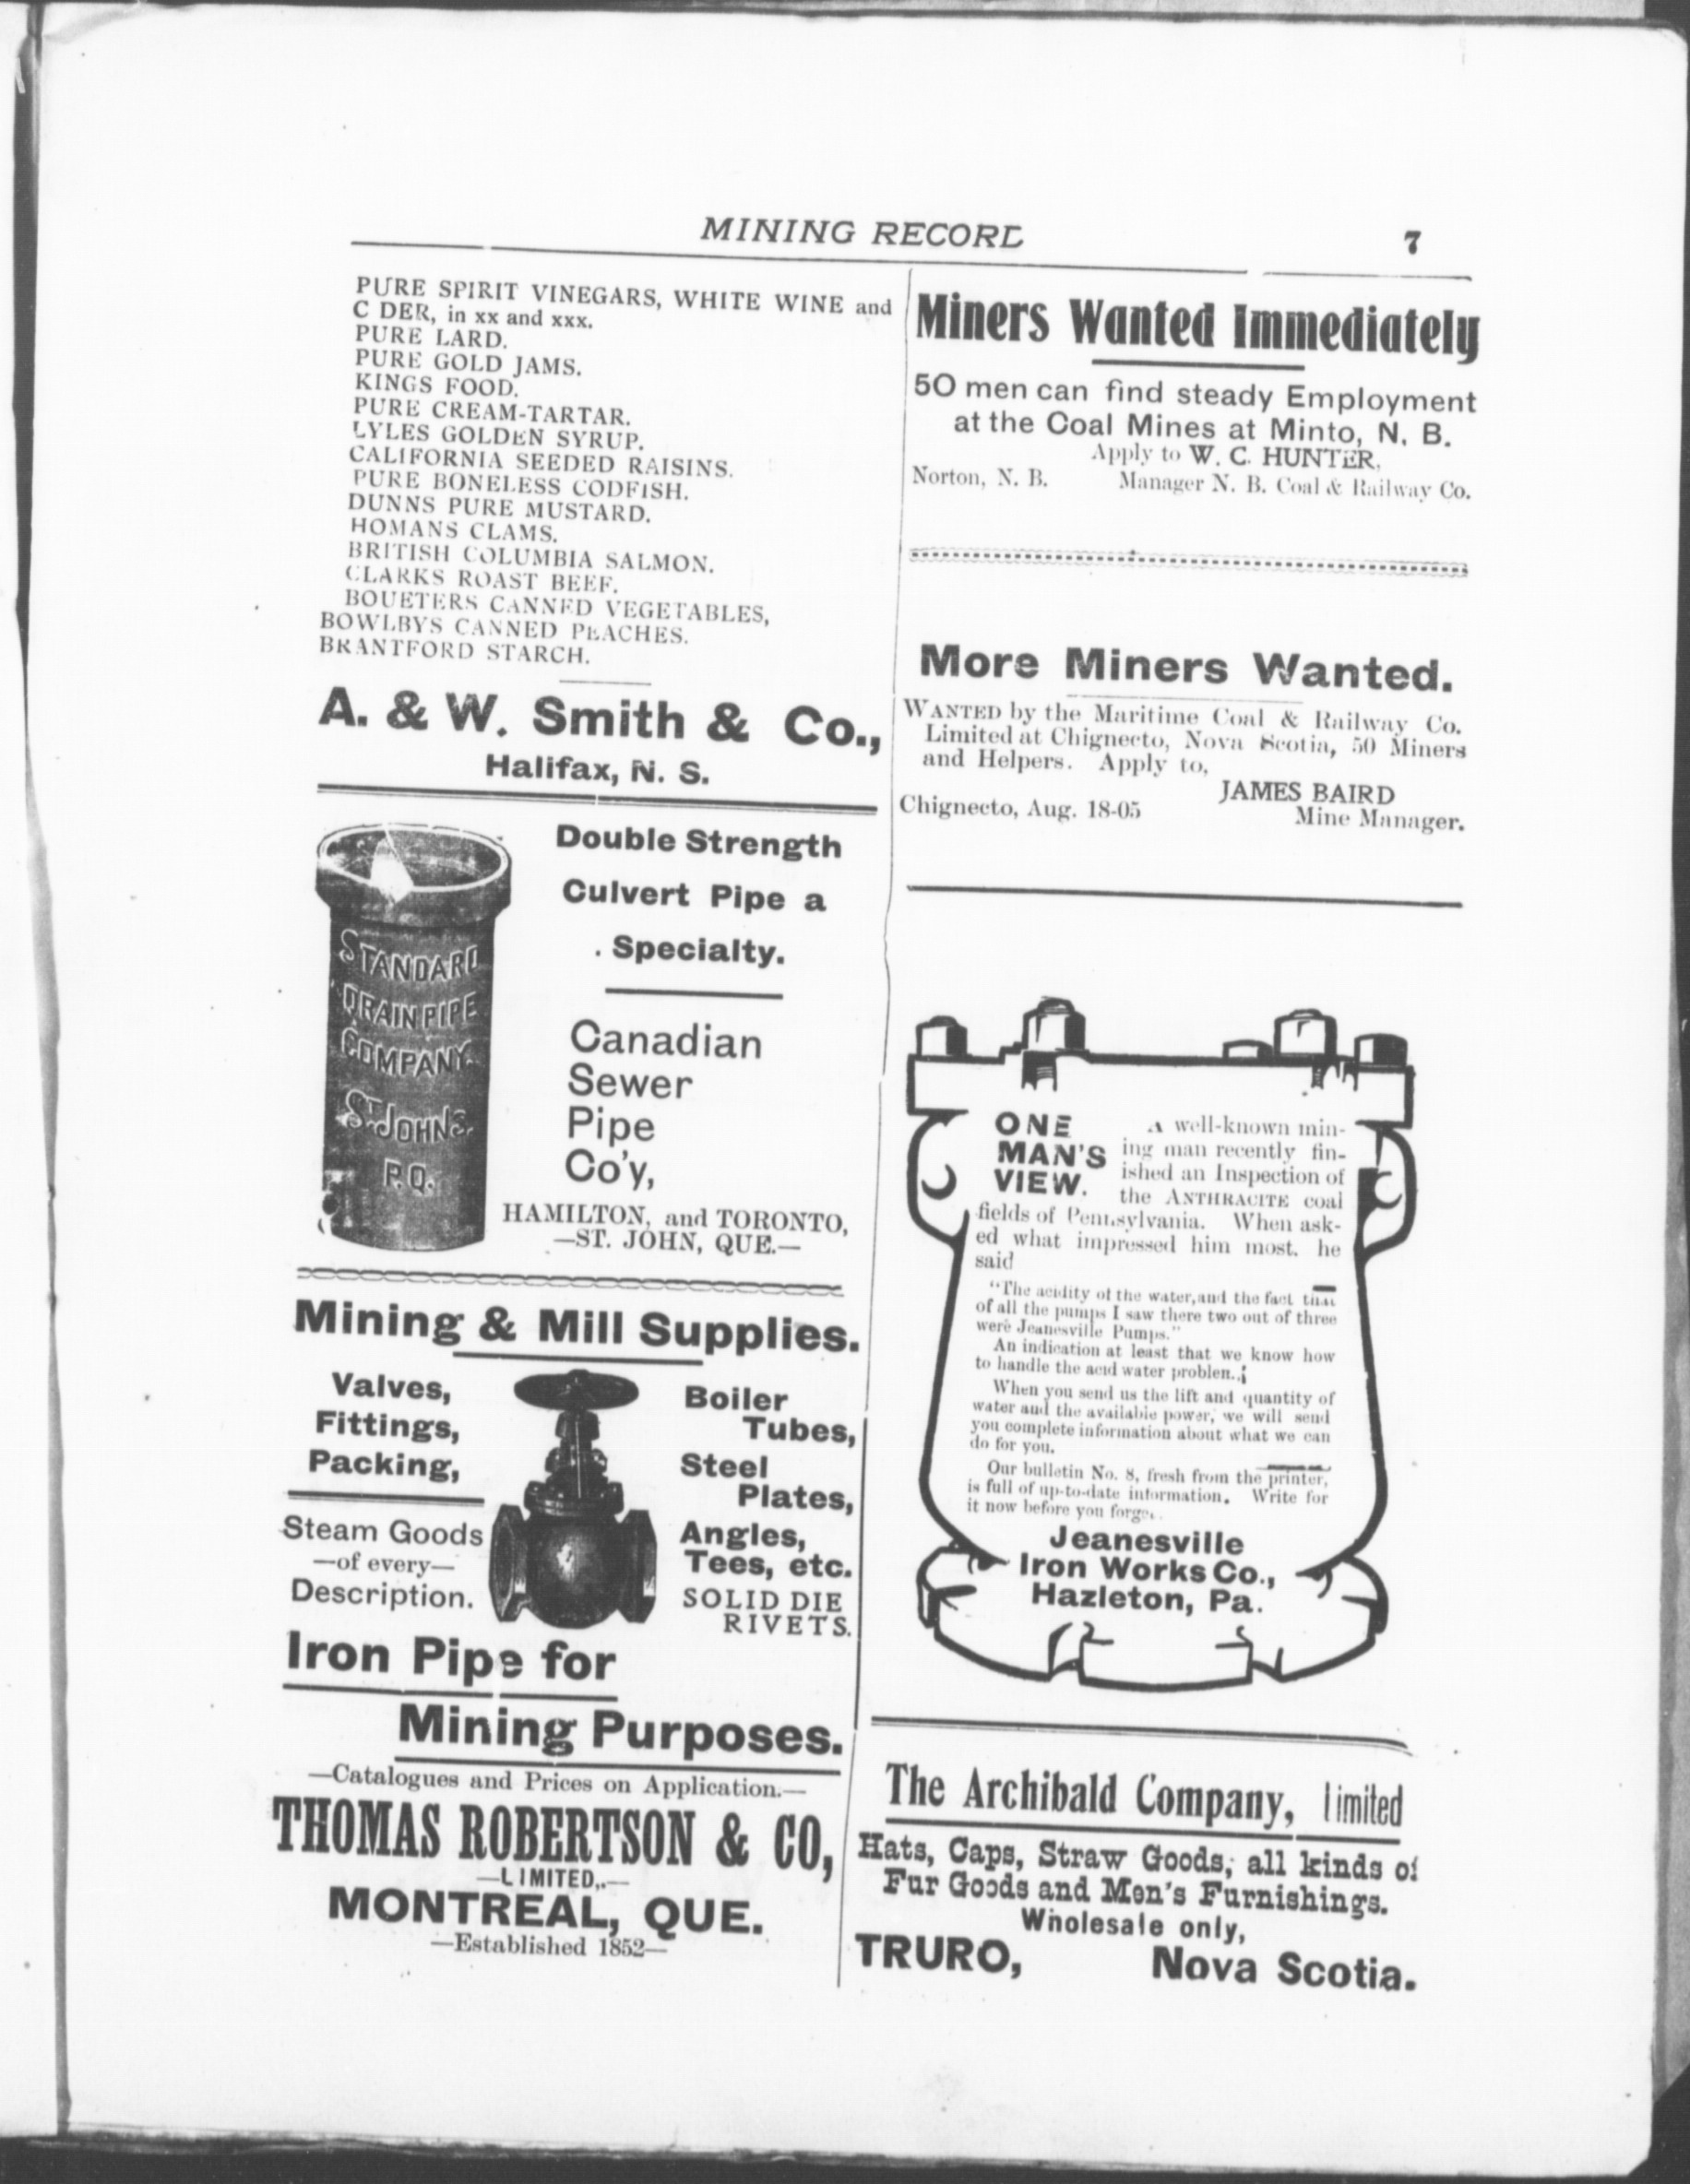 MINING RECORD
7
PURE SPIRIT VINEGARS, WHITE WINE and
C DER, in xx and xxx.
PURE LARD.
PURE GOLD JAMS.
KINGS FOOD.
PURE CREAM-TARTAR.
LYLES GOLDEN SYRUP.
CALIFORNIA SEEDED RAISINS.
PURE BONELESS CODFISH.
DUNNS PURE MUSTARD.
HOMANS CLAMS.
BRITISH COLUMBIA SALMON.
CLARKS ROAST BEEF.
BOUETERS CANNED VEGETABLES,
BOWLBYS CANNED PEACHES.
BRANTFORD STARCH.
A. & W. Smith & Co.,
Halifax, N. S.
STANDARD
DRAIN PIPE
COMPANY
ST. JOHNS.
P.Q.
Double Strength
Culvert Pipe a
. Specialty.
Canadian
Sewer
Pipe
Co'y,
HAMILTON, and TORONTO,
—ST. JOHN, QUE.—
Mining & Mill Supplies.
Valves,
Fittings,
Packing,
Steam Goods
—of every—
Description.
Boiler
Tubes,
Steel
Plates,
Angles,
Tees, etc.
SOLID DIE
RIVETS.
Iron Pipe for
Mining Purposes.
—Catalogues and Prices on Application.—
THOMAS ROBERTSON & CO,
—LIMITED,.—
MONTREAL, QUE.
—Established 1852—
Miners Wanted Immediately
50 men can find steady Employment
at the Coal Mines at Minto, N. B.
Apply to W. C. HUNTER,
Norton, N. B. Manager N. B. Coal & Railway Co.
More Miners Wanted.
WANTED by the Maritime Coal & Railway Co.
Limited at Chignecto, Nova Scotia, 50 Miners
and Helpers. Apply to,
JAMES BAIRD
Chignecto, Aug. 18-05 Mine Manager.
ONE
MAN'S
VIEW.
A well-known min-
ing man recently fin-
ished an Inspection of
the ANTHRACITE coal
fields of Pennsylvania. When ask-
ed what impressed him most. he
said
"The acidity of the water, and the fact that
of all the pumps I saw there two out of three
were Jeanesville Pumps."
An indication at least that we know how
to handle the acid water problen..
When you send us the lift and quantity of
water and the available power, we will send
you complete information about what we can
do for you.
Our bulletin No. 8, fresh from the printer,
is full of up-to-date information. Write for
it now before you forge..
Jeanesville
Iron Works Co.,
Hazleton, Pa.
The Archibald Company, limited
Hats, Caps, Straw Goods, all kinds of
Fur Goods and Men's Furnishings.
Wholesale only,
TRURO, Nova Scotia.